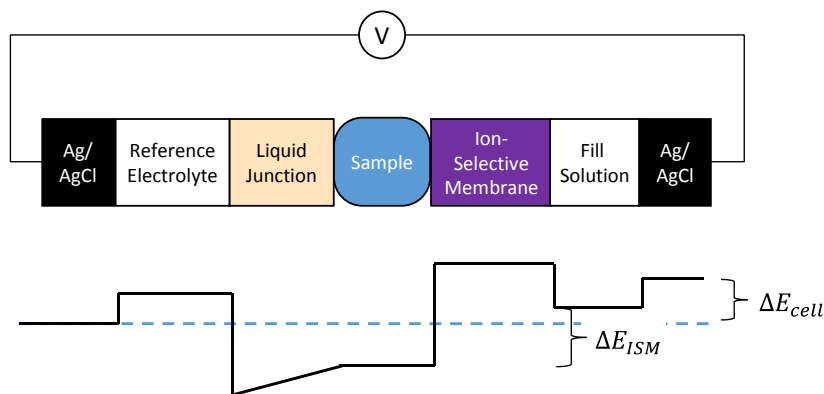 V
Ag/
AgCl
Reference
Electrolyte
Liquid
Junction
Sample
Ion-
Selective
Membrane
Fill
Solution
Ag/
AgCl
ΔE_cell
ΔE_ISM